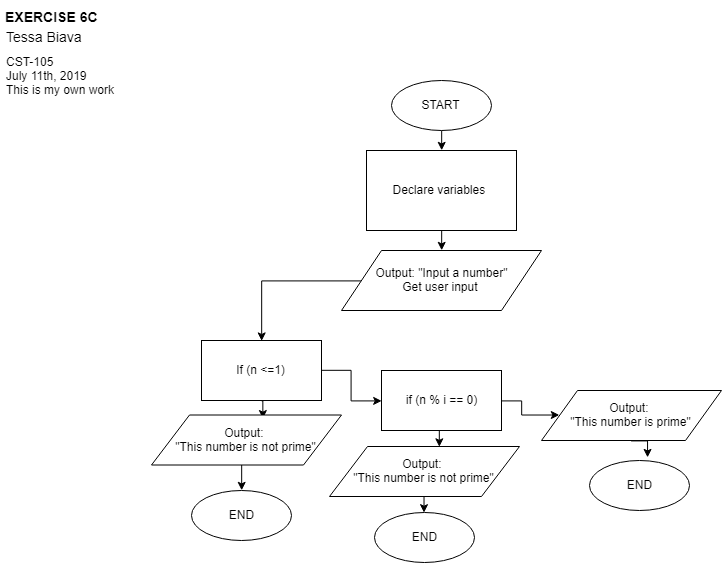 EXERCISE 6C
Tessa Biava
CST-105
July 11th, 2019
This is my own work
START
Declare variables
Output: "Input a number"
Get user input
If (n <=1)
if (n % i == 0)
Output:
"This number is prime"
Output:
"This number is not prime"
Output:
"This number is not prime"
END
END
END